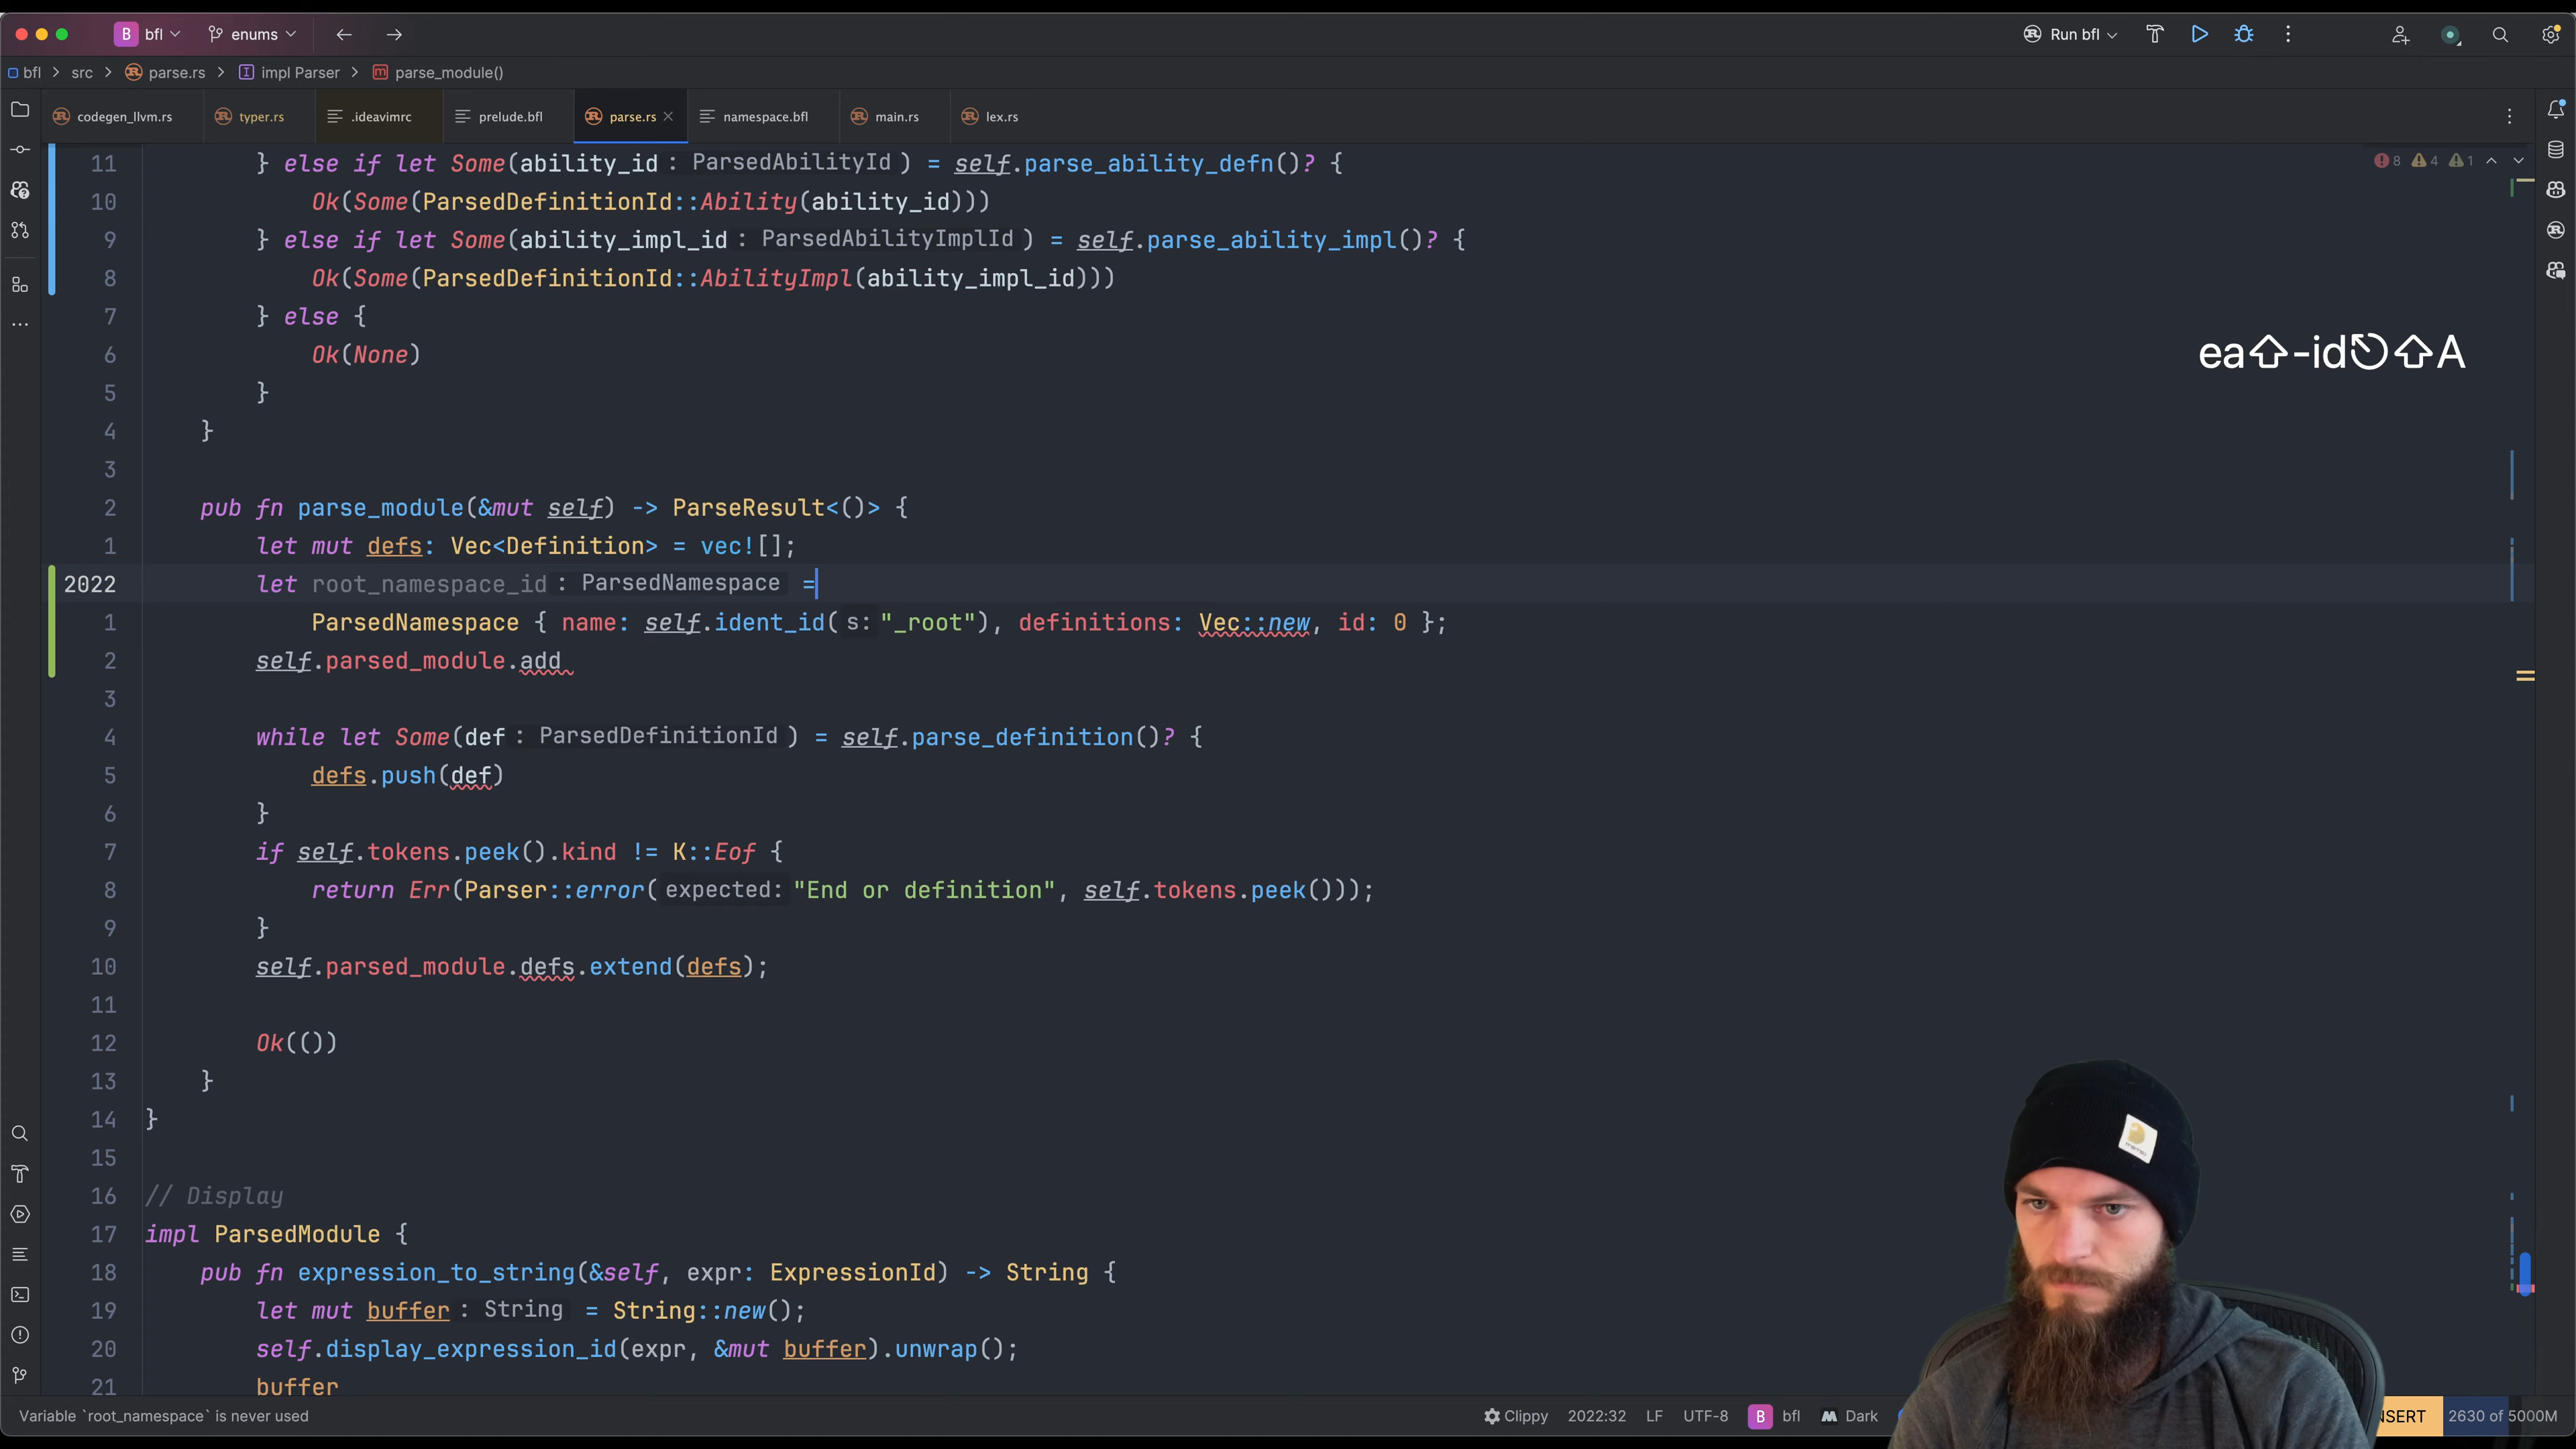 B bfl enums Run bfl
bfl > src > parse.rs > impl Parser > parse_module()
codegen_llvm.rs typer.rs .ideavimrc prelude.bfl parse.rs namespace.bfl main.rs lex.rs
11 } else if let Some(ability_id : ParsedAbilityId ) = self.parse_ability_defn()? { 8 4 1
10 Ok(Some(ParsedDefinitionId::Ability(ability_id)))
9 } else if let Some(ability_impl_id : ParsedAbilityImplId ) = self.parse_ability_impl()? {
8 Ok(Some(ParsedDefinitionId::AbilityImpl(ability_impl_id)))
7 } else {
6 Ok(None)
ea⇧-id⎋⇧A
5 }
4 }
3
2 pub fn parse_module(&mut self) -> ParseResult<()> {
1 let mut defs: Vec<Definition> = vec![];
2022 let root_namespace_id : ParsedNamespace =
1 ParsedNamespace { name: self.ident_id( s: "_root"), definitions: Vec::new, id: 0 };
2 self.parsed_module.add
3
4 while let Some(def : ParsedDefinitionId ) = self.parse_definition()? {
5 defs.push(def)
6 }
7 if self.tokens.peek().kind != K::Eof {
8 return Err(Parser::error( expected: "End or definition", self.tokens.peek()));
9 }
10 self.parsed_module.defs.extend(defs);
11
12 Ok(())
13 }
14 }
15
16 // Display
17 impl ParsedModule {
18 pub fn expression_to_string(&self, expr: ExpressionId) -> String {
19 let mut buffer : String = String::new();
20 self.display_expression_id(expr, &mut buffer).unwrap();
21 buffer
Variable `root_namespace` is never used Clippy 2022:32 LF UTF-8 B bfl Dark NSERT 2630 of 5000M